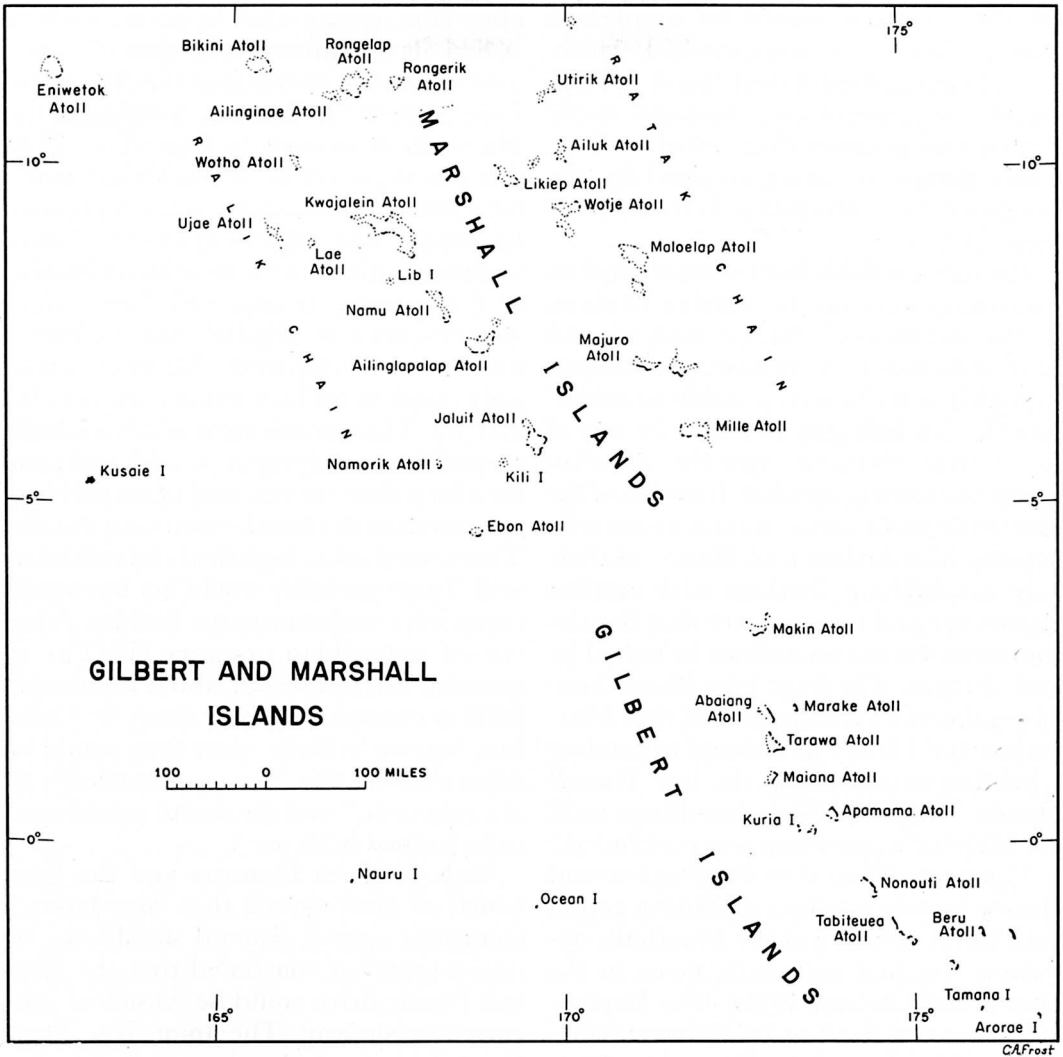 165°
170°
175°
Bikini Atoll
Rongelap
Atoll
Rongerik
Atoll
Eniwetok
Atoll
Ailinginae Atoll
Utirik Atoll
RATAK
MARSHALL
10°
10°
Wotho Atoll
RALIK
Ailuk Atoll
Likiep Atoll
Kwajalein Atoll
Wotje Atoll
Ujae Atoll
Lae
Atoll
Lib I
Maloelap Atoll
CHAIN
Namu Atoll
CHAIN
Ailinglapalap Atoll
Majuro
Atoll
ISLANDS
Jaluit Atoll
Mille Atoll
Kusaie I
Namorik Atoll
Kili I
5°
5°
Ebon Atoll
GILBERT
Makin Atoll
GILBERT AND MARSHALL
ISLANDS
Abaiang
Atoll
Marake Atoll
Tarawa Atoll
100 0 100 MILES
Maiana Atoll
Apamama Atoll
Kuria I
0°
0°
ISLANDS
Nauru I
Ocean I
Nonouti Atoll
Tabiteuea
Atoll
Beru
Atoll
Tamana I
165°
170°
175°
Arorae I
C.A.Frost